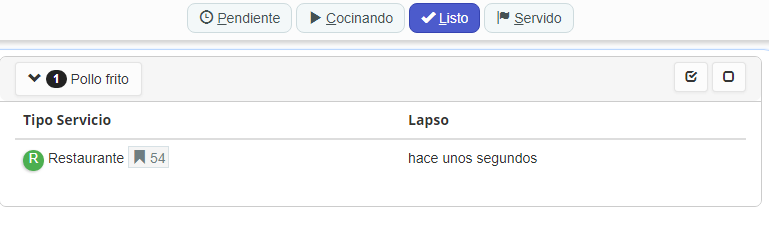 Pendiente Cocinando Listo Servido
1 Pollo frito
Tipo Servicio Lapso
R Restaurante 54 hace unos segundos